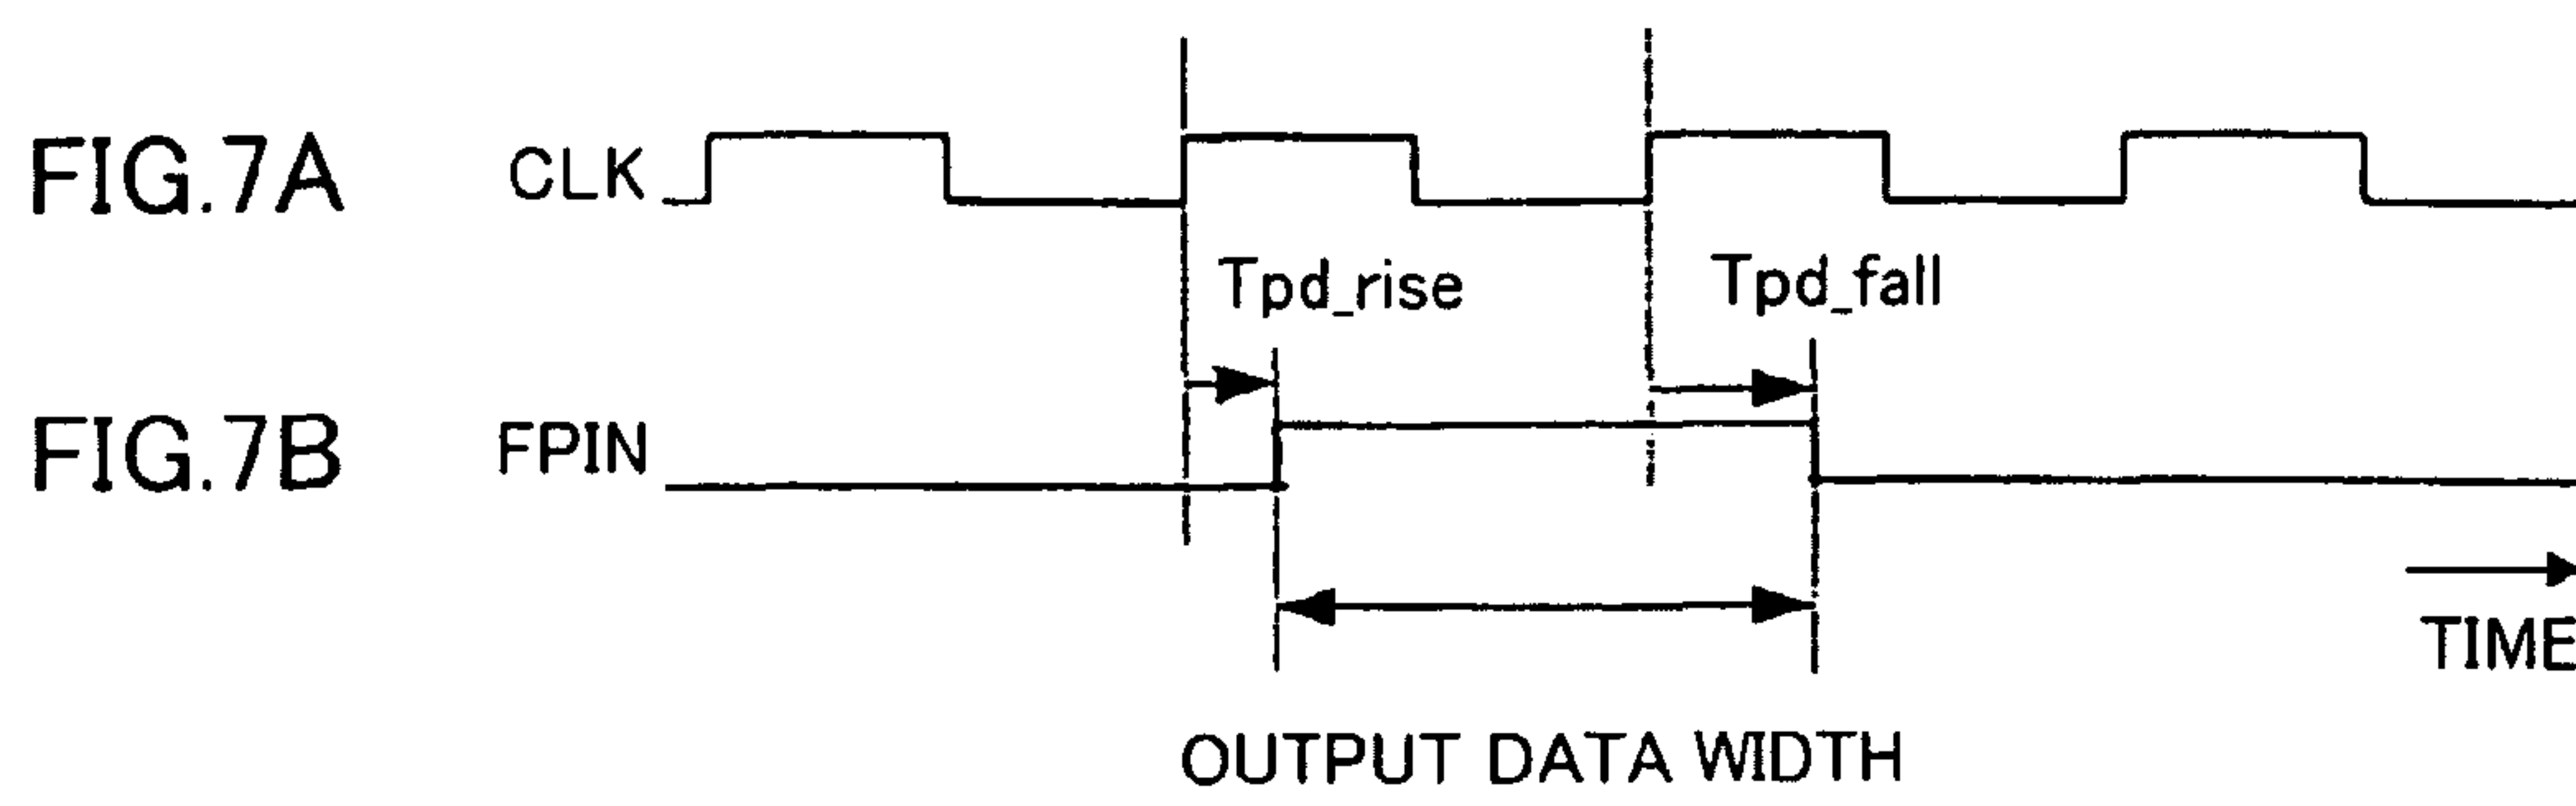 FIG.7A CLK
Tpd_rise Tpd_fall
FIG.7B FPIN
TIME
OUTPUT DATA WIDTH